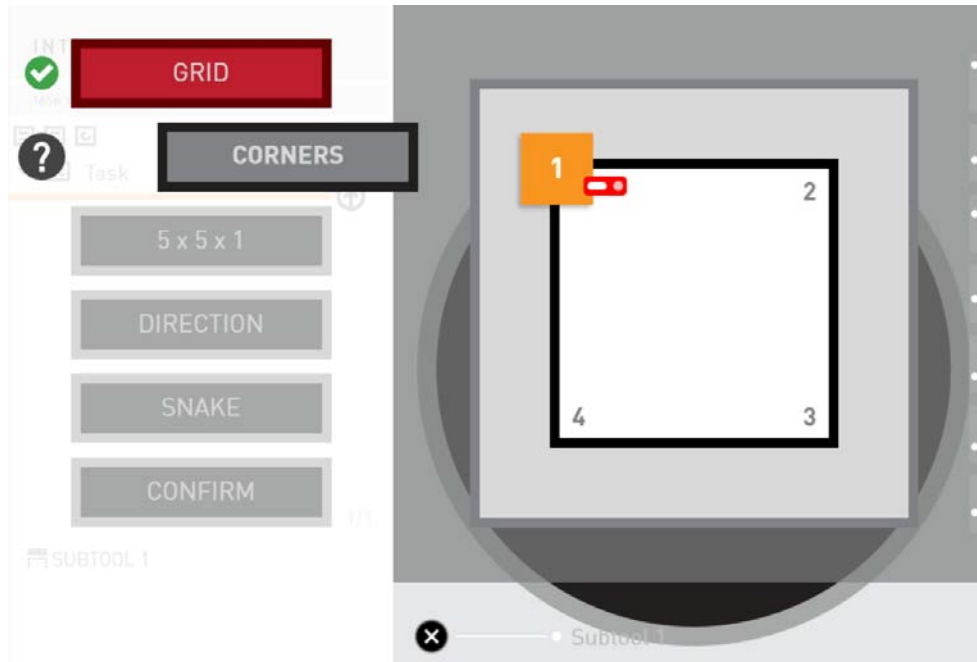 INT
GRID
CORNERS
Task
5 x 5 x 1
DIRECTION
SNAKE
CONFIRM
1/1
SUBTOOL 1
1
2
4
3
Subtool 1